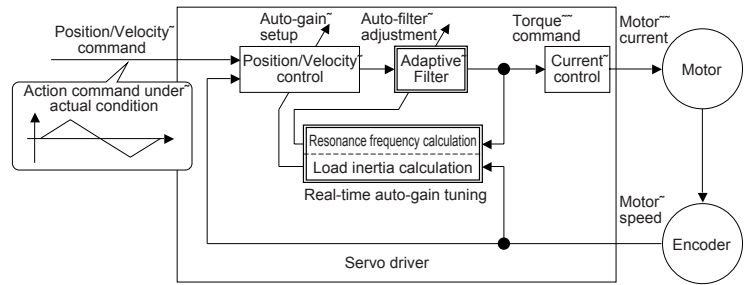 Position/Velocity~
command
Auto-gain~
setup
Auto-filter~
adjustment
Torque~~
command
Motor~~
current
Position/Velocity~
control
Adaptive~
Filter
Current~
control
Motor
Action command under~
actual condition
Resonance frequency calculation
Load inertia calculation
Real-time auto-gain tuning
Motor~
speed
Encoder
Servo driver